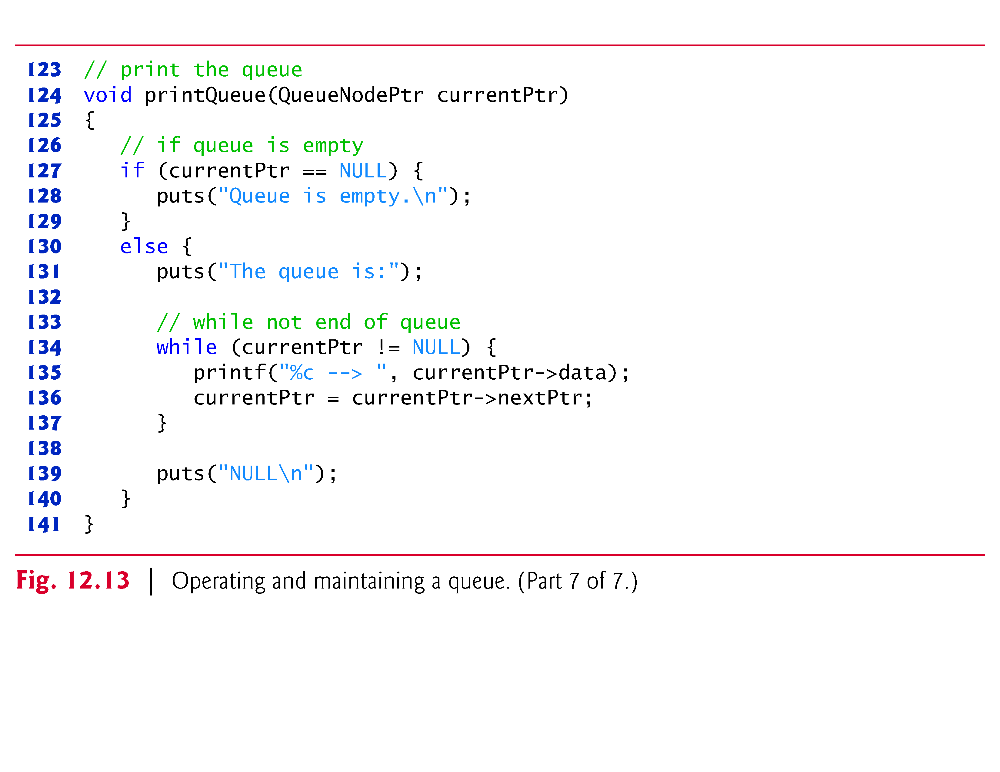 123 // print the queue
124 void printQueue(QueueNodePtr currentPtr)
125 {
126    // if queue is empty
127    if (currentPtr == NULL) {
128       puts("Queue is empty.\n");
129    }
130    else {
131       puts("The queue is:");
132
133       // while not end of queue
134       while (currentPtr != NULL) {
135          printf("%c --> ", currentPtr->data);
136          currentPtr = currentPtr->nextPtr;
137       }
138
139       puts("NULL\n");
140    }
141 }
Fig. 12.13 | Operating and maintaining a queue. (Part 7 of 7.)